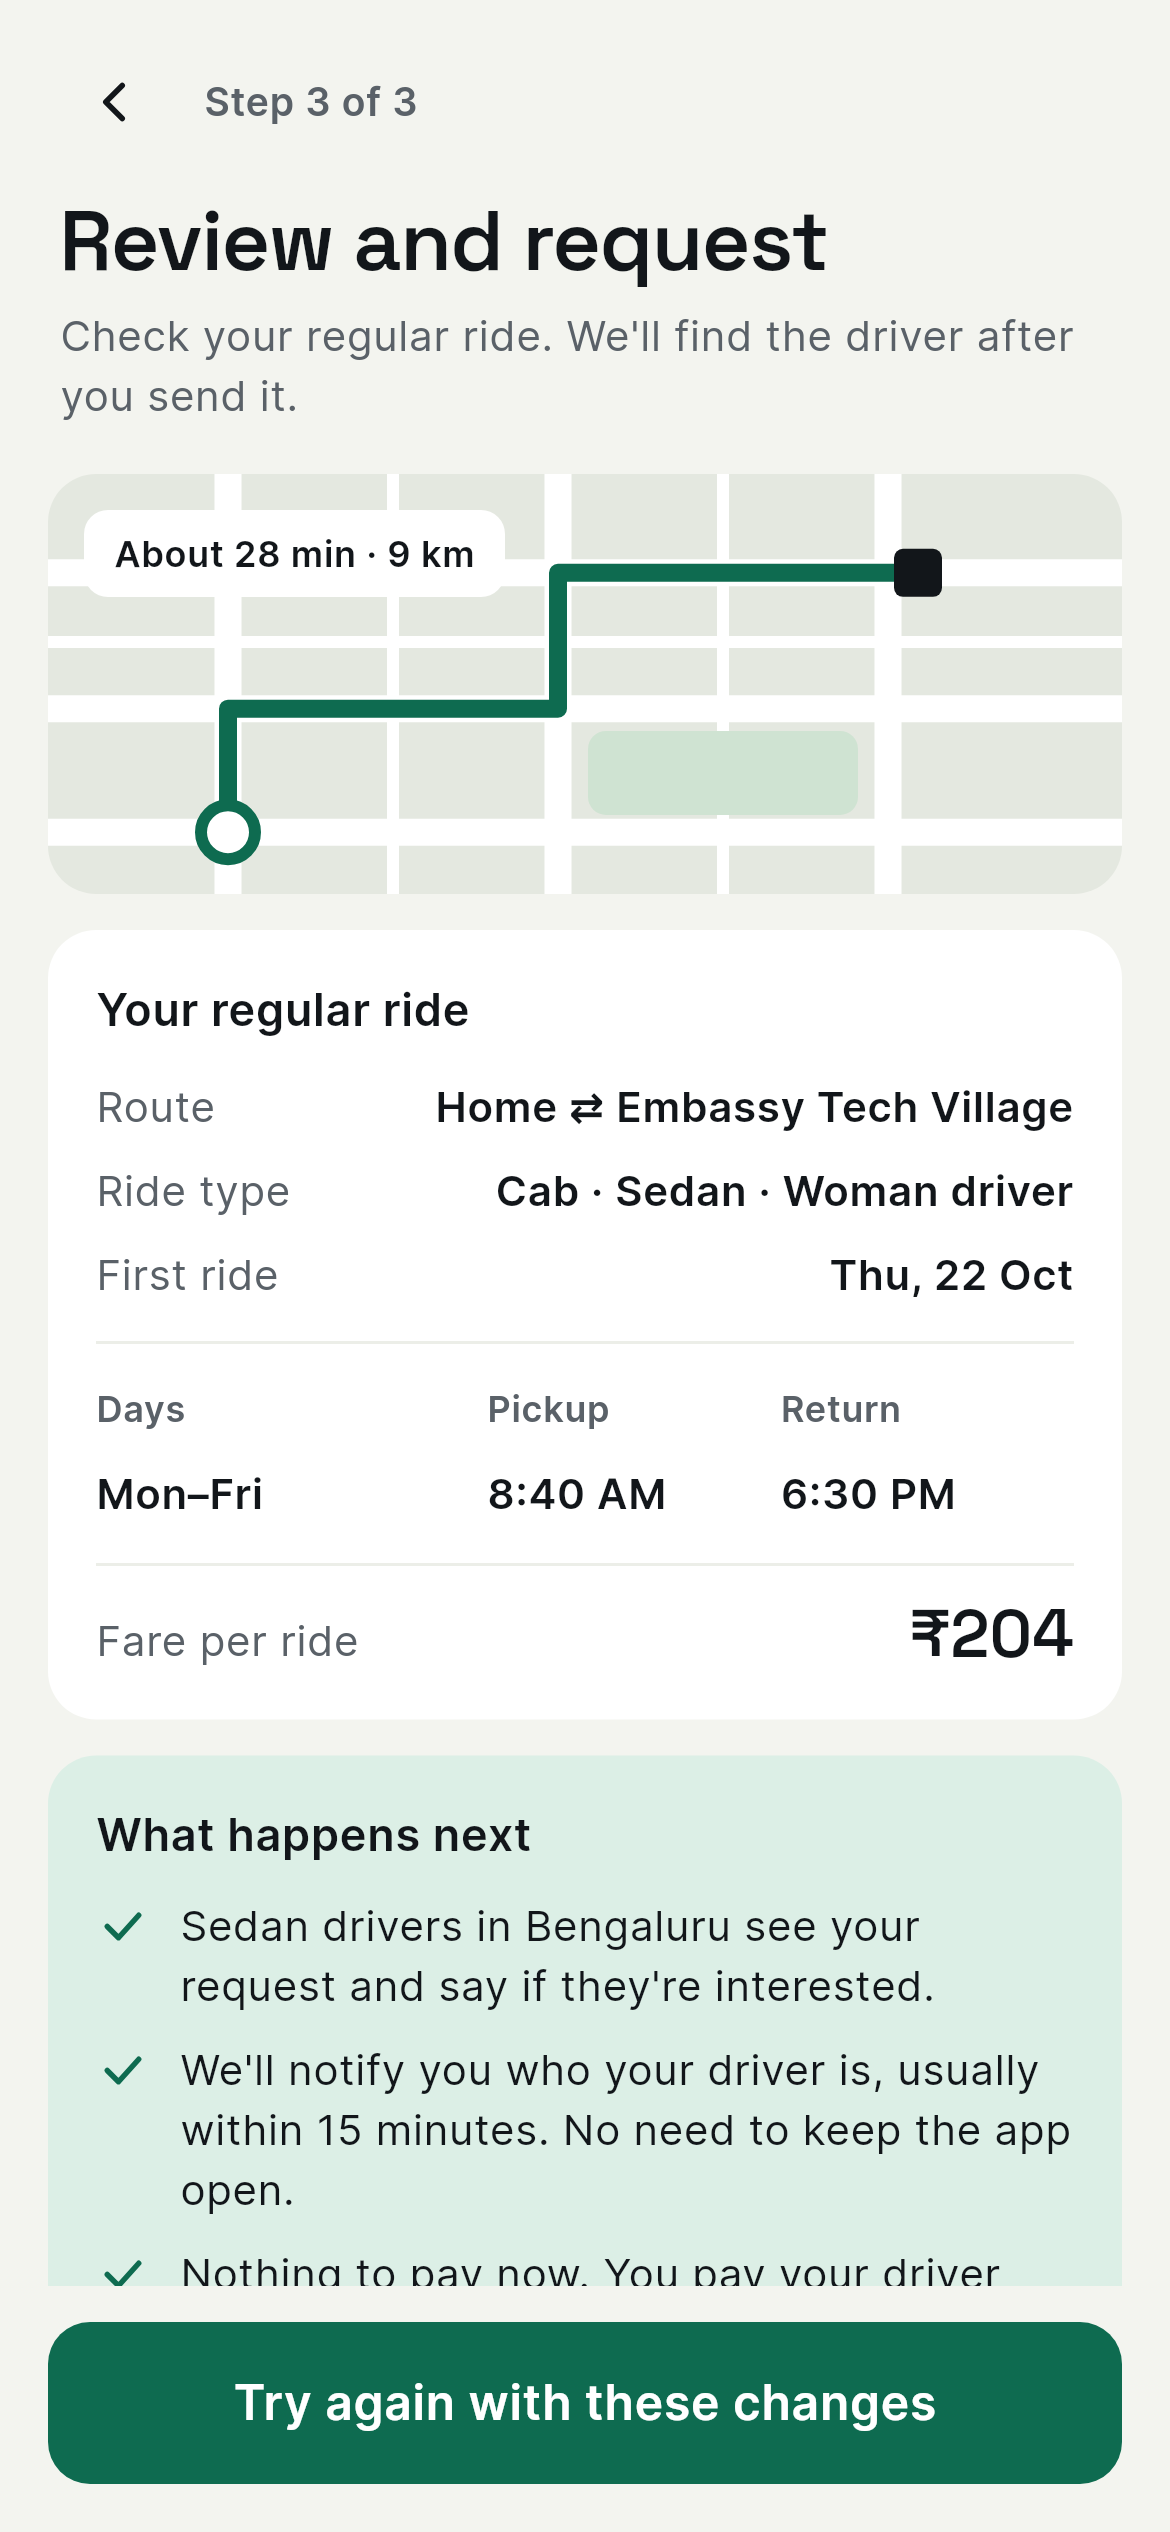 Step 3 of 3
Review and request
Check your regular ride. We'll find the driver after
you send it.
About 28 min · 9 km
Your regular ride
Route Home ⇄ Embassy Tech Village
Ride type Cab · Sedan · Woman driver
First ride Thu, 22 Oct
Days Pickup Return
Mon–Fri 8:40 AM 6:30 PM
Fare per ride ₹204
What happens next
Sedan drivers in Bengaluru see your
request and say if they're interested.
We'll notify you who your driver is, usually
within 15 minutes. No need to keep the app
open.
Nothing to pay now. You pay your driver
Try again with these changes